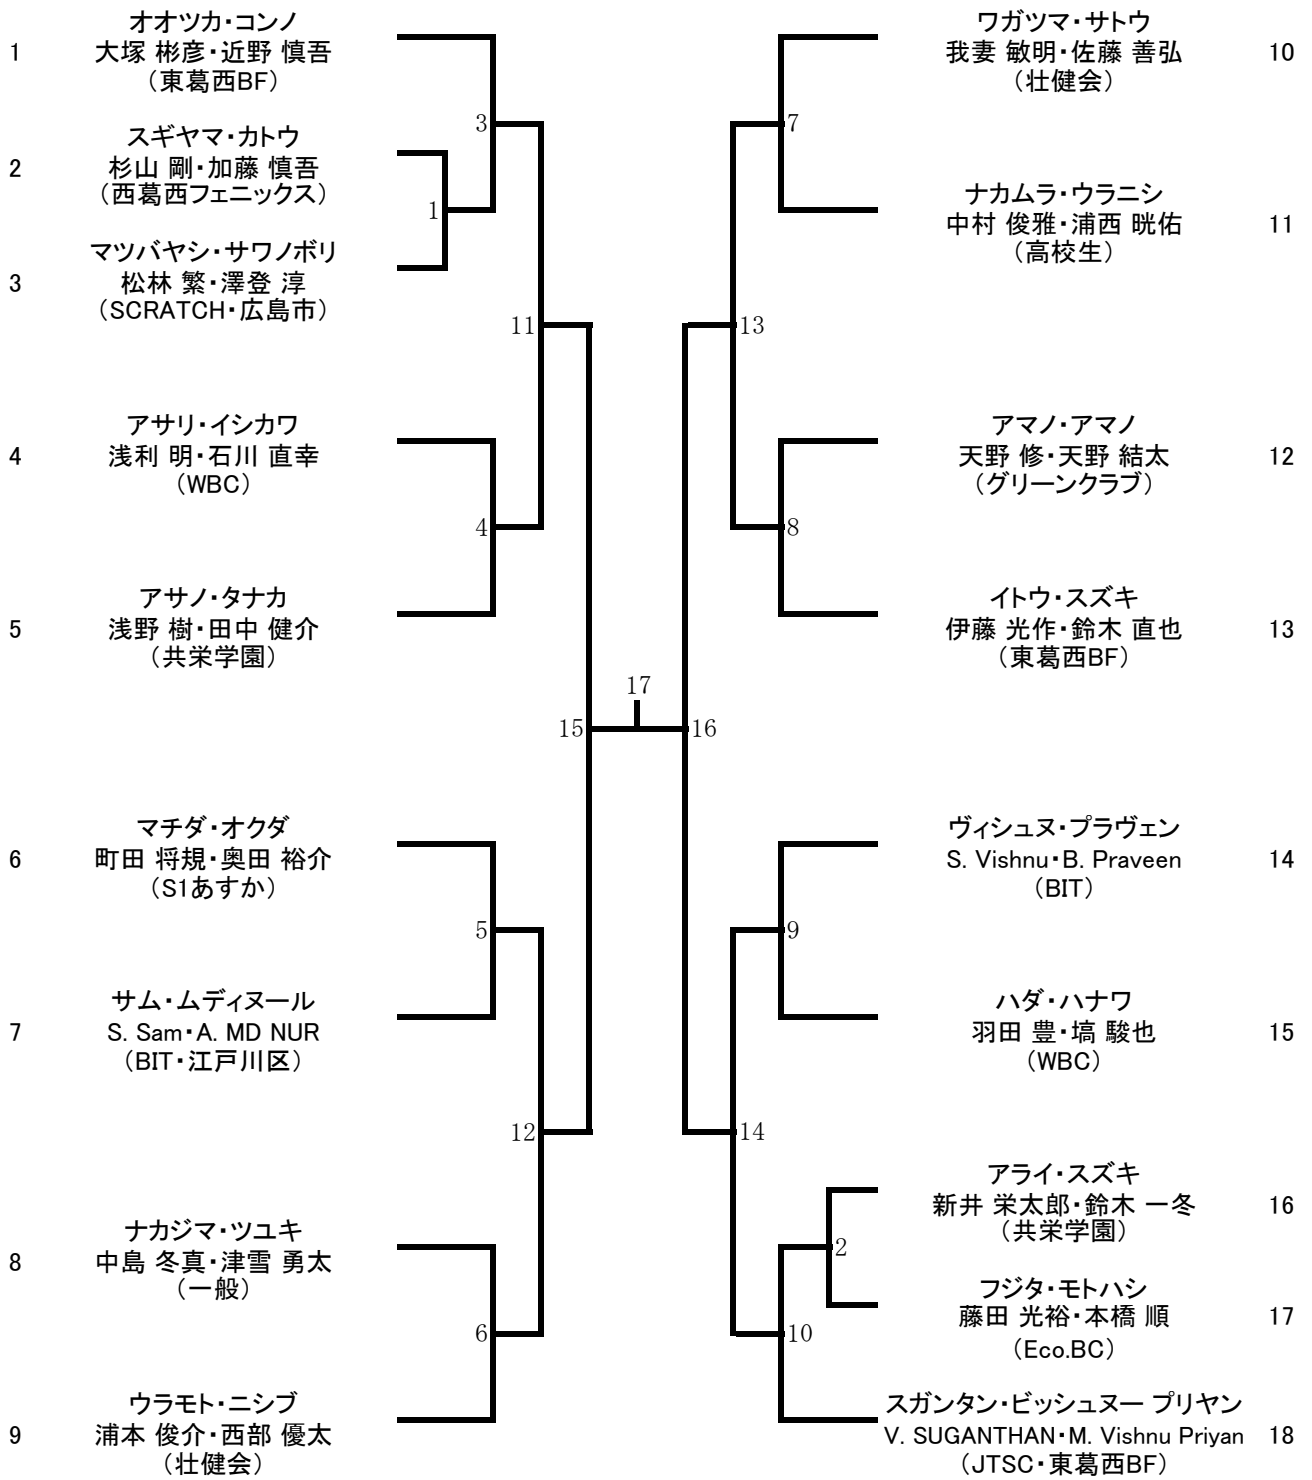 オオツカ・コンノ
1 大塚 彬彦・近野 慎吾
（東葛西BF）
スギヤマ・カトウ
2 杉山 剛・加藤 慎吾
（西葛西フェニックス）
マツバヤシ・サワノボリ
3 松林 繁・澤登 淳
（SCRATCH・広島市）
アサリ・イシカワ
4 浅利 明・石川 直幸
（WBC）
アサノ・タナカ
5 浅野 樹・田中 健介
（共栄学園）
マチダ・オクダ
6 町田 将規・奥田 裕介
（S1あすか）
サム・ムディヌール
7 S. Sam・A. MD NUR
（BIT・江戸川区）
ナカジマ・ツユキ
8 中島 冬真・津雪 勇太
（一般）
ウラモト・ニシブ
9 浦本 俊介・西部 優太
（壮健会）
3
1
11
4
15
5
12
6
17
7
13
8
16
9
14
2
10
ワガツマ・サトウ
我妻 敏明・佐藤 善弘 10
（壮健会）
ナカムラ・ウラニシ
中村 俊雅・浦西 晄佑 11
（高校生）
アマノ・アマノ
天野 修・天野 結太 12
（グリーンクラブ）
イトウ・スズキ
伊藤 光作・鈴木 直也 13
（東葛西BF）
ヴィシュヌ・プラヴェン
S. Vishnu・B. Praveen 14
（BIT）
ハダ・ハナワ
羽田 豊・塙 駿也 15
（WBC）
アライ・スズキ
新井 栄太郎・鈴木 一冬 16
（共栄学園）
フジタ・モトハシ
藤田 光裕・本橋 順 17
（Eco.BC）
スガンタン・ビッシュヌー プリヤン
V. SUGANTHAN・M. Vishnu Priyan 18
（JTSC・東葛西BF）